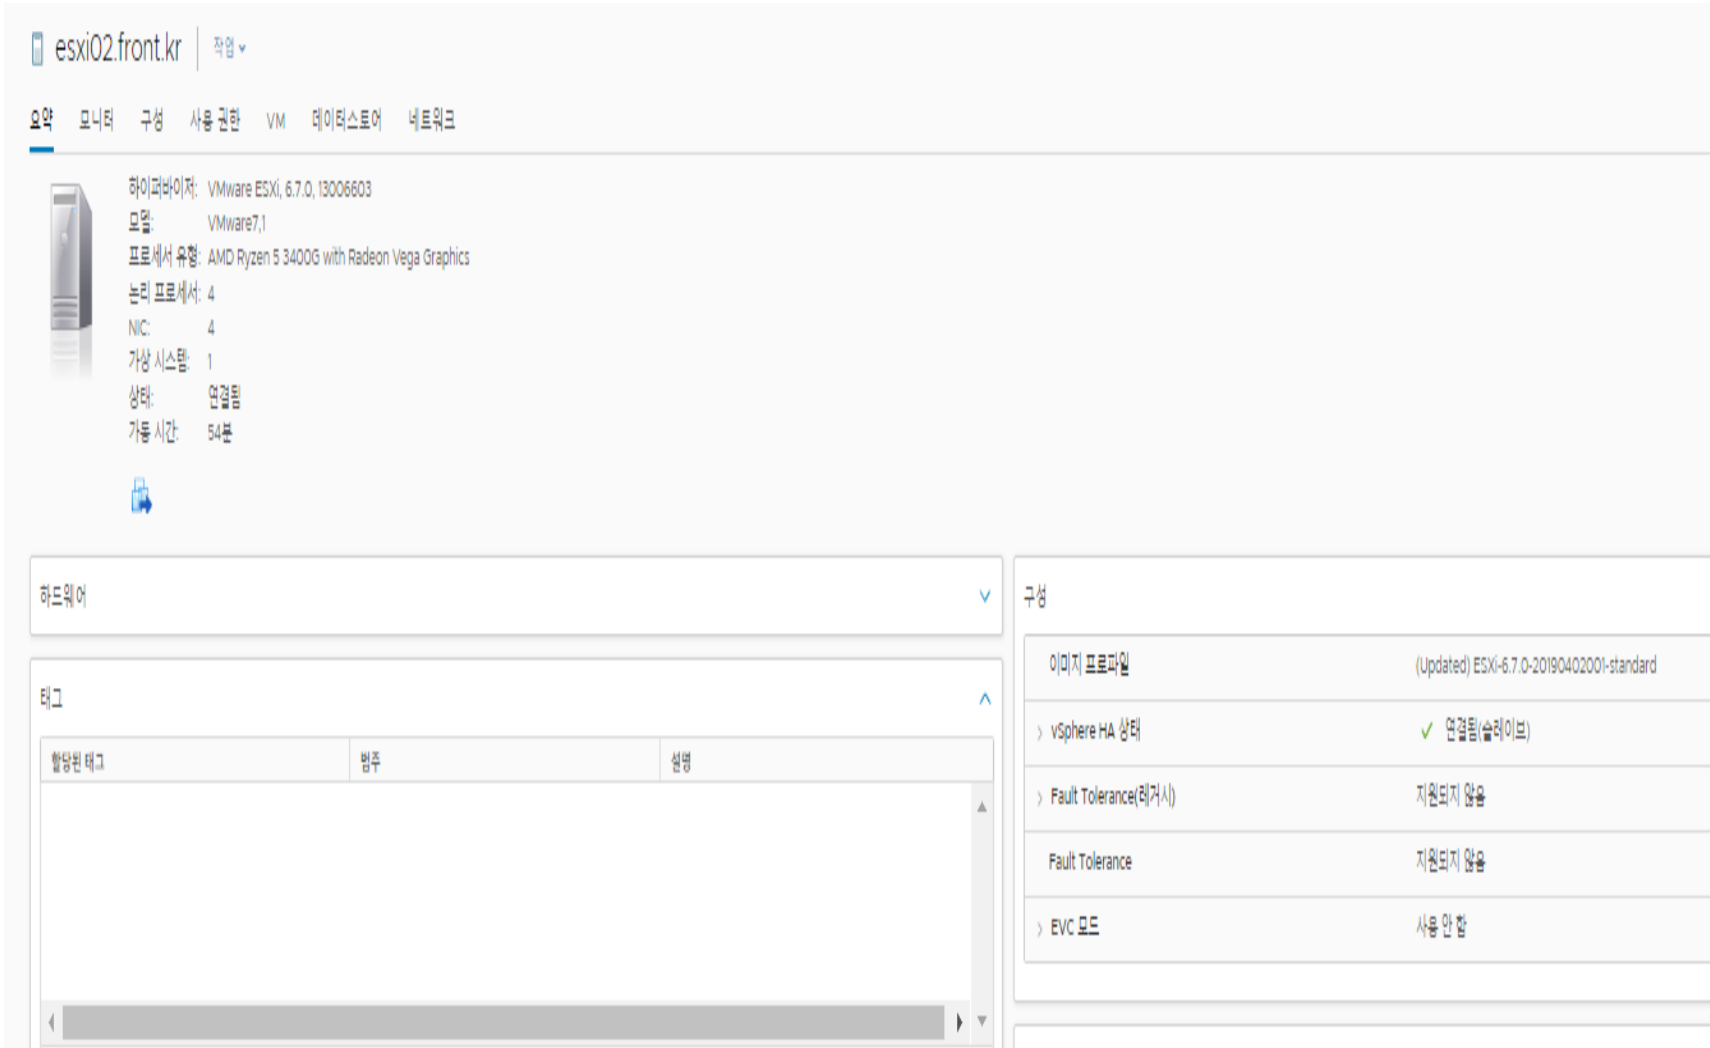 esxi02.front.kr 작업
요약 모니터 구성 사용 권한 VM 데이터스토어 네트워크
하이퍼바이저: VMware ESXi, 6.7.0, 13006603
모델: VMware7,1
프로세서 유형: AMD Ryzen 5 3400G with Radeon Vega Graphics
논리 프로세서: 4
NIC: 4
가상 시스템: 1
상태: 연결됨
가동 시간: 54분
하드웨어
태그
할당된 태그 범주 설명
구성
이미지 프로파일 (Updated) ESXi-6.7.0-20190402001-standard
vSphere HA 상태 연결됨(슬레이브)
Fault Tolerance(레거시) 지원되지 않음
Fault Tolerance 지원되지 않음
EVC 모드 사용 안 함